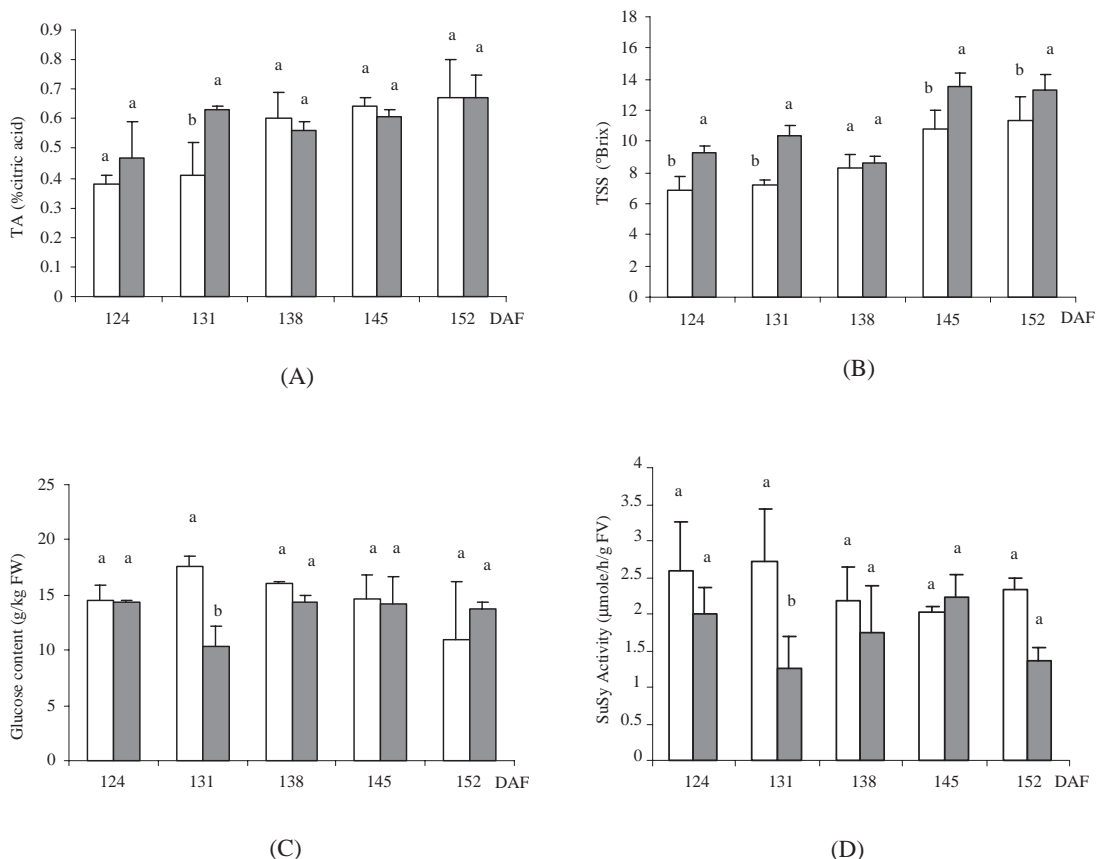 0.9
0.8
0.7
0.6
0.5
0.4
0.3
0.2
0.1
0
TA (%citric acid)
a a b a a a a a a a
124 131 138 145 152 DAF
(A)
18
16
14
12
10
8
6
4
2
0
TSS (°Brix)
b a b a a a b a b a
124 131 138 145 152 DAF
(B)
25
20
15
10
5
0
Glucose content (g/kg FW)
a a a b a a a a a a
124 131 138 145 152 DAF
(C)
4
3.5
3
2.5
2
1.5
1
0.5
0
SuSy Activity (µmole/h/g FV)
a a a b a a a a a a
124 131 138 145 152 DAF
(D)